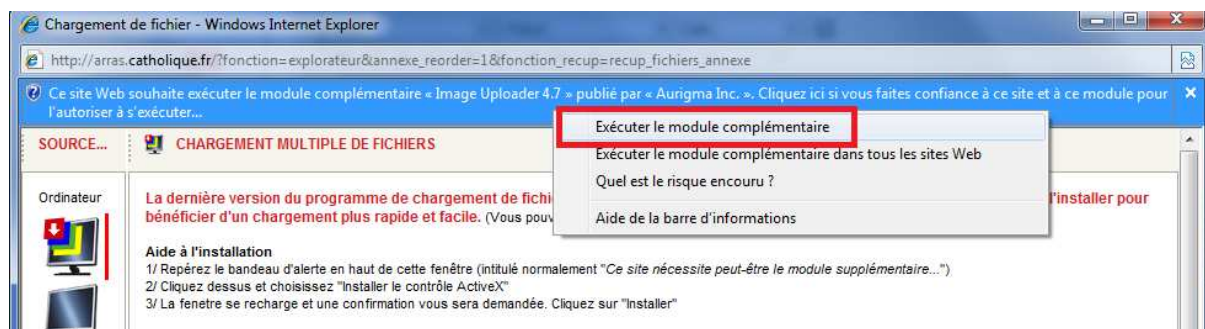 Chargement de fichier - Windows Internet Explorer
http://arras.catholique.fr/?fonction=explorateur&annexe_reorder=1&fonction_recup=recup_fichiers_annexe
Ce site Web souhaite exécuter le module complémentaire « Image Uploader 4.7 » publié par « Aurigma Inc. ». Cliquez ici si vous faites confiance à ce site et à ce module pour
l'autoriser à s'exécuter...
Exécuter le module complémentaire
Exécuter le module complémentaire dans tous les sites Web
Quel est le risque encouru ?
Aide de la barre d'informations
SOURCE...
CHARGEMENT MULTIPLE DE FICHIERS
Ordinateur
La dernière version du programme de chargement de fichi l'installer pour
bénéficier d'un chargement plus rapide et facile. (Vous pouv
Aide à l'installation
1/ Repérez le bandeau d'alerte en haut de cette fenêtre (intitulé normalement "Ce site nécessite peut-être le module supplémentaire...")
2/ Cliquez dessus et choisissez "Installer le contrôle ActiveX"
3/ La fenetre se recharge et une confirmation vous sera demandée. Cliquez sur "Installer"